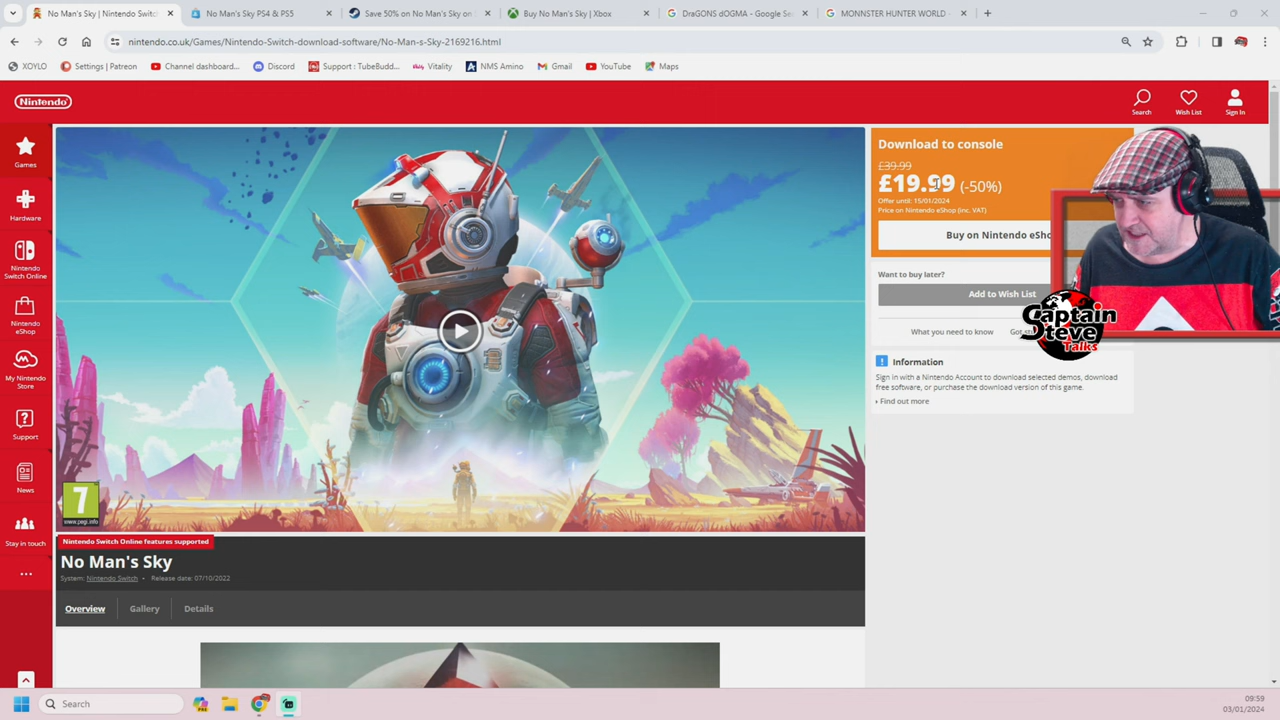 No Man's Sky | Nintendo Switc
No Man's Sky PS4 & PS5
Save 50% on No Man's Sky on
Buy No Man's Sky | Xbox
DraGONS dOGMA - Google Se
MONNSTER HUNTER WORLD -
nintendo.co.uk/Games/Nintendo-Switch-download-software/No-Man-s-Sky-2169216.html
XOYLO
Settings | Patreon
Channel dashboard...
Discord
Support : TubeBudd...
Vitality
NMS Amino
Gmail
YouTube
Maps
Nintendo
Search
Wish List
Sign In
Games
Hardware
Nintendo
Switch Online
Nintendo
eShop
My Nintendo
Store
Support
News
Stay in touch
Download to console
£39.99
£19.99 (-50%)
Offer until: 15/01/2024
Price on Nintendo eShop (inc. VAT)
Buy on Nintendo eSho
Want to buy later?
Add to Wish List
What you need to know
Captain
Steve
Talks
Information
Sign in with a Nintendo Account to download selected demos, download
free software, or purchase the download version of this game.
Find out more
7
www.pegi.info
Nintendo Switch Online features supported
No Man's Sky
System: Nintendo Switch • Release date: 07/10/2022
Overview
Gallery
Details
Search
09:59
03/01/2024